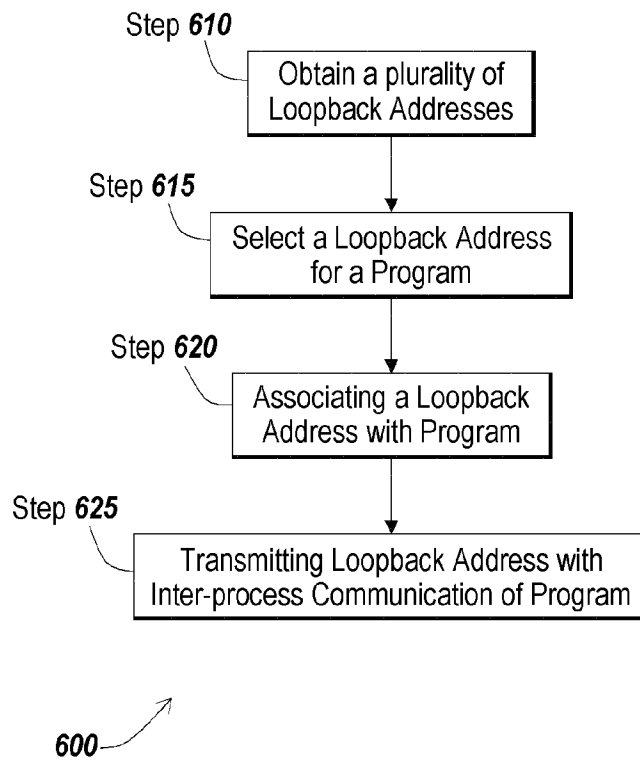 Step 610
Obtain a plurality of
Loopback Addresses
Step 615
Select a Loopback Address
for a Program
Step 620
Associating a Loopback
Address with Program
Step 625
Transmitting Loopback Address with
Inter-process Communication of Program
600